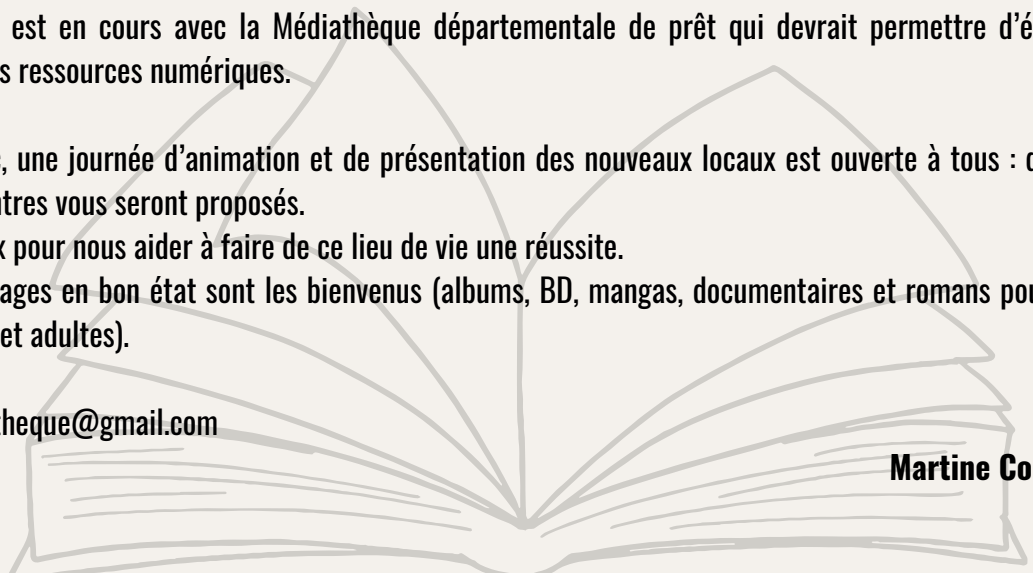 est en cours avec la Médiathèque départementale de prêt qui devrait permettre d'é
s ressources numériques.
, une journée d'animation et de présentation des nouveaux locaux est ouverte à tous :
ntres vous seront proposés.
x pour nous aider à faire de ce lieu de vie une réussite.
ages en bon état sont les bienvenus (albums, BD, mangas, documentaires et romans pou
et adultes).
theque@gmail.com
Martine Co